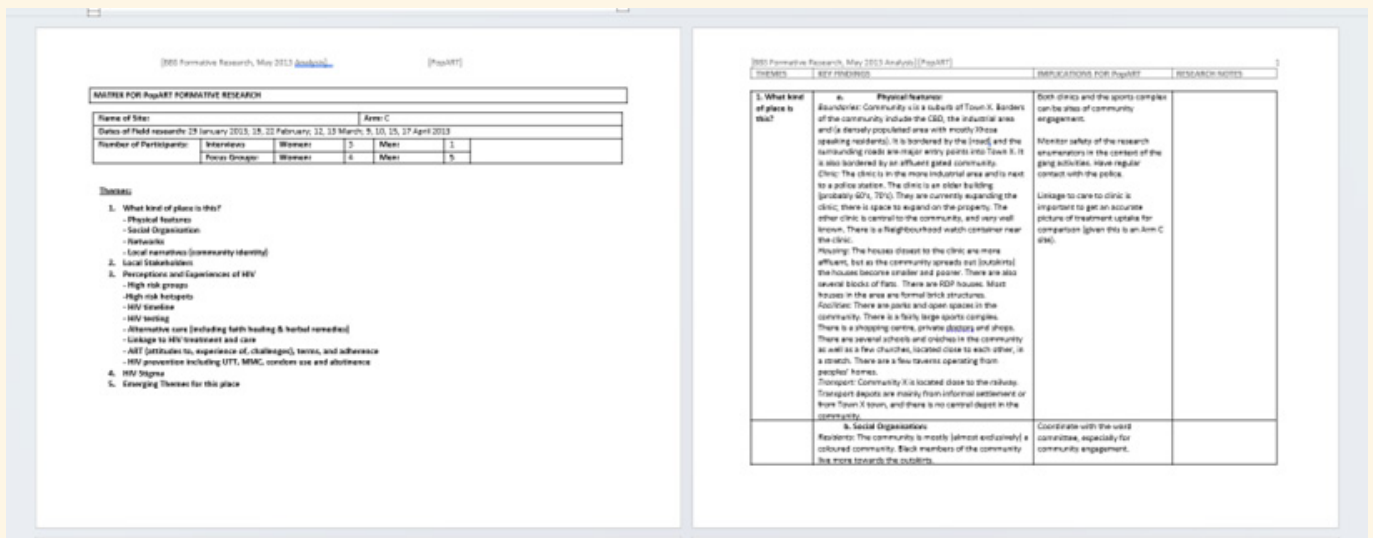 [BBS Formative Research, May 2013 Analysis] [PopART]
MATRIX FOR PopART FORMATIVE RESEARCH
Name of Site: Arm: C
Dates of Field research: 29 January 2013; 19, 22 February; 12, 13 March; 9, 10, 15, 17 April 2013
Number of Participants: Interviews Women: 3 Men: 1
Focus Groups: Women: 4 Men: 5
Themes:
1. What kind of place is this?
- Physical features
- Social Organisation
- Networks
- Local narratives (community identity)
2. Local Stakeholders
3. Perceptions and Experiences of HIV
- High risk groups
-High risk hotspots
- HIV timeline
- HIV testing
- Alternative care (including faith healing & herbal remedies)
- Linkage to HIV treatment and care
- ART (attitudes to, experience of, challenges), terms, and adherence
- HIV prevention including UTT, MMC, condom use and abstinence
4. HIV Stigma
5. Emerging Themes for this place
[BBS Formative Research, May 2013 Analysis][PopART] 1
THEMES KEY FINDINGS IMPLICATIONS FOR PopART RESEARCH NOTES
1. What kind
of place is
this?
a. Physical features:
Boundaries: Community x is a suburb of Town X. Borders
of the community include the CBD, the industrial area
and (a densely populated area with mostly Xhosa
speaking residents). It is bordered by the (road) and the
surrounding roads are major entry points into Town X. It
is also bordered by an affluent gated community.
Clinic: The clinic is in the more industrial area and is next
to a police station. The clinic is an older building
(probably 60's, 70's). They are currently expanding the
clinic; there is space to expand on the property. The
other clinic is central to the community, and very well
known. There is a Neighbourhood watch container near
the clinic.
Housing: The houses closest to the clinic are more
affluent, but as the community spreads out (outskirts)
the houses become smaller and poorer. There are also
several blocks of flats. There are RDP houses. Most
houses in the area are formal brick structures.
Facilities: There are parks and open spaces in the
community. There is a fairly large sports complex.
There is a shopping centre, private doctors and shops.
There are several schools and crèches in the community
as well as a few churches, located close to each other, in
a stretch. There are a few taverns operating from
peoples' homes.
Transport: Community X is located close to the railway.
Transport depots are mainly from informal settlement or
from Town X town, and there is no central depot in the
community.
Both clinics and the sports complex
can be sites of community
engagement.
Monitor safety of the research
enumerators in the context of the
gang activities. Have regular
contact with the police.
Linkage to care to clinic is
important to get an accurate
picture of treatment uptake for
comparison (given this is an Arm C
site).
b. Social Organisation:
Residents: The community is mostly (almost exclusively) a
coloured community. Black members of the community
live more towards the outskirts.
Coordinate with the ward
committee, especially for
community engagement.